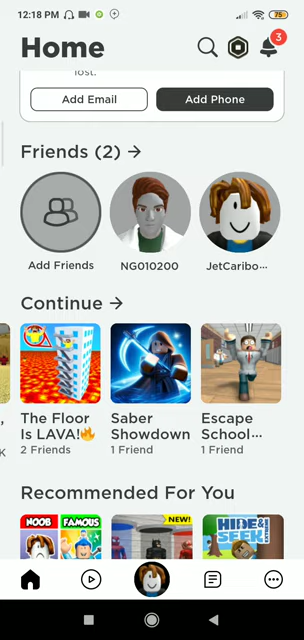 12:18 PM
75
Home
3
lost.
Add Email
Add Phone
Friends (2) →
Add Friends
NG010200
JetCaribo...
Continue →
The Floor
Is LAVA!🔥
2 Friends
Saber
Showdown
1 Friend
Escape
School...
1 Friend
K
Recommended For You
NOOB
FAMOUS
NEW!
HIDE&
SEEK
EXTREME